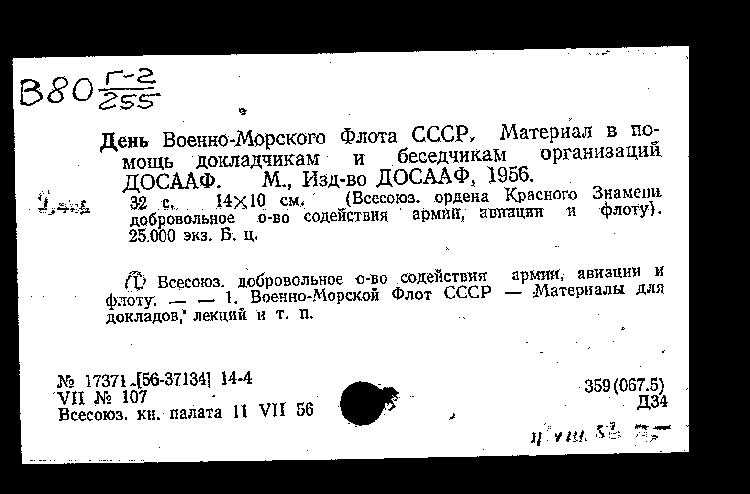 В80 Г-2
255
День Военно-Морского Флота СССР. Материал в по-
мощь докладчикам и беседчикам организаций
ДОСААФ. М., Изд-во ДОСААФ, 1956.
32 с. 14×10 см. (Всесоюз. ордена Красного Знамени
добровольное о-во содействия армии, авиации и флоту).
25.000 экз. Б. ц.
(1) Всесоюз. добровольное о-во содействия армии, авиации и
флоту. — — 1. Военно-Морской Флот СССР — Материалы для
докладов, лекций и т. п.
№ 17371 [56-37134] 14-4
VII № 107
Всесоюз. кн. палата 11 VII 56
359(067.5)
Д34